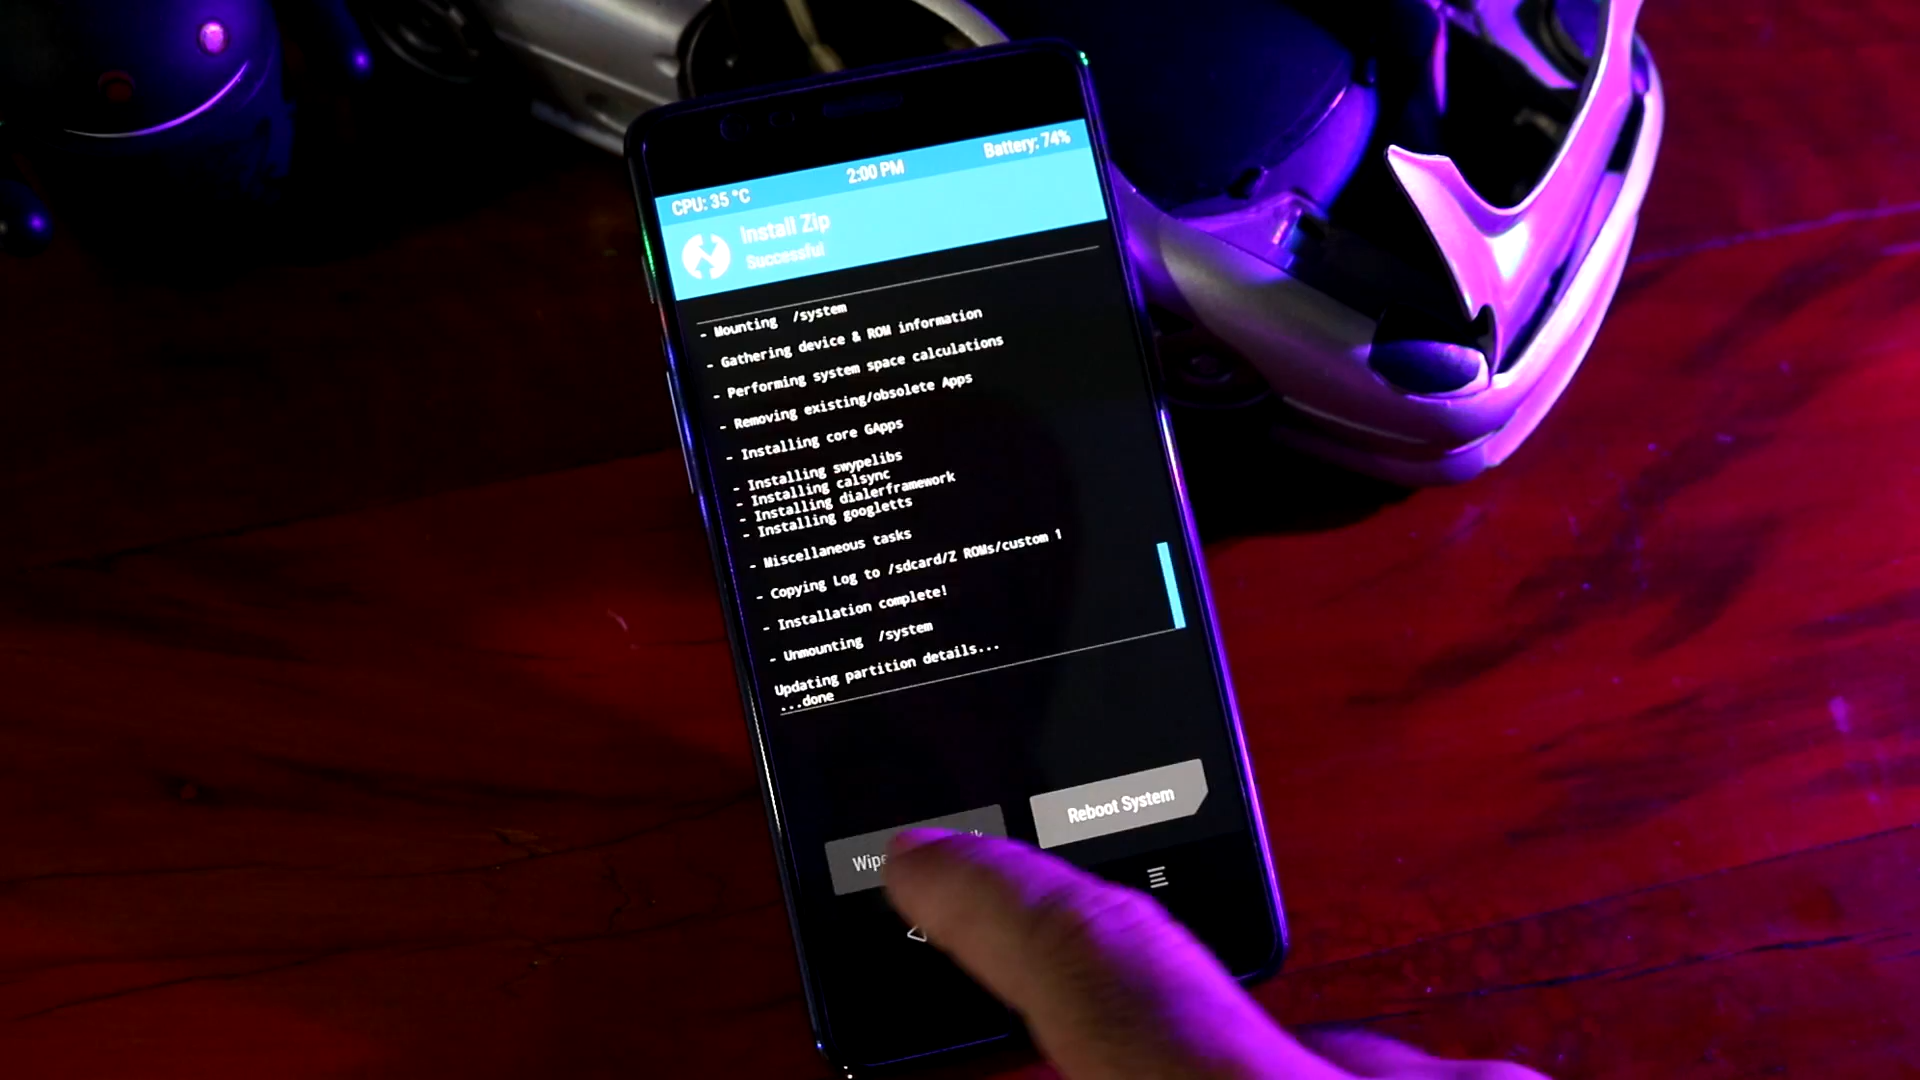 CPU: 35 °C
2:00 PM
Battery: 74%
Install Zip
Successful
- Mounting /system
- Gathering device & ROM information
- Performing system space calculations
- Removing existing/obsolete Apps
- Installing core GApps
- Installing swypelibs
- Installing calsync
- Installing dialerframework
- Installing googletts
- Miscellaneous tasks
- Copying Log to /sdcard/Z ROMs/custom 1
- Installation complete!
- Unmounting /system
Updating partition details...
...done
Wipe
Reboot System